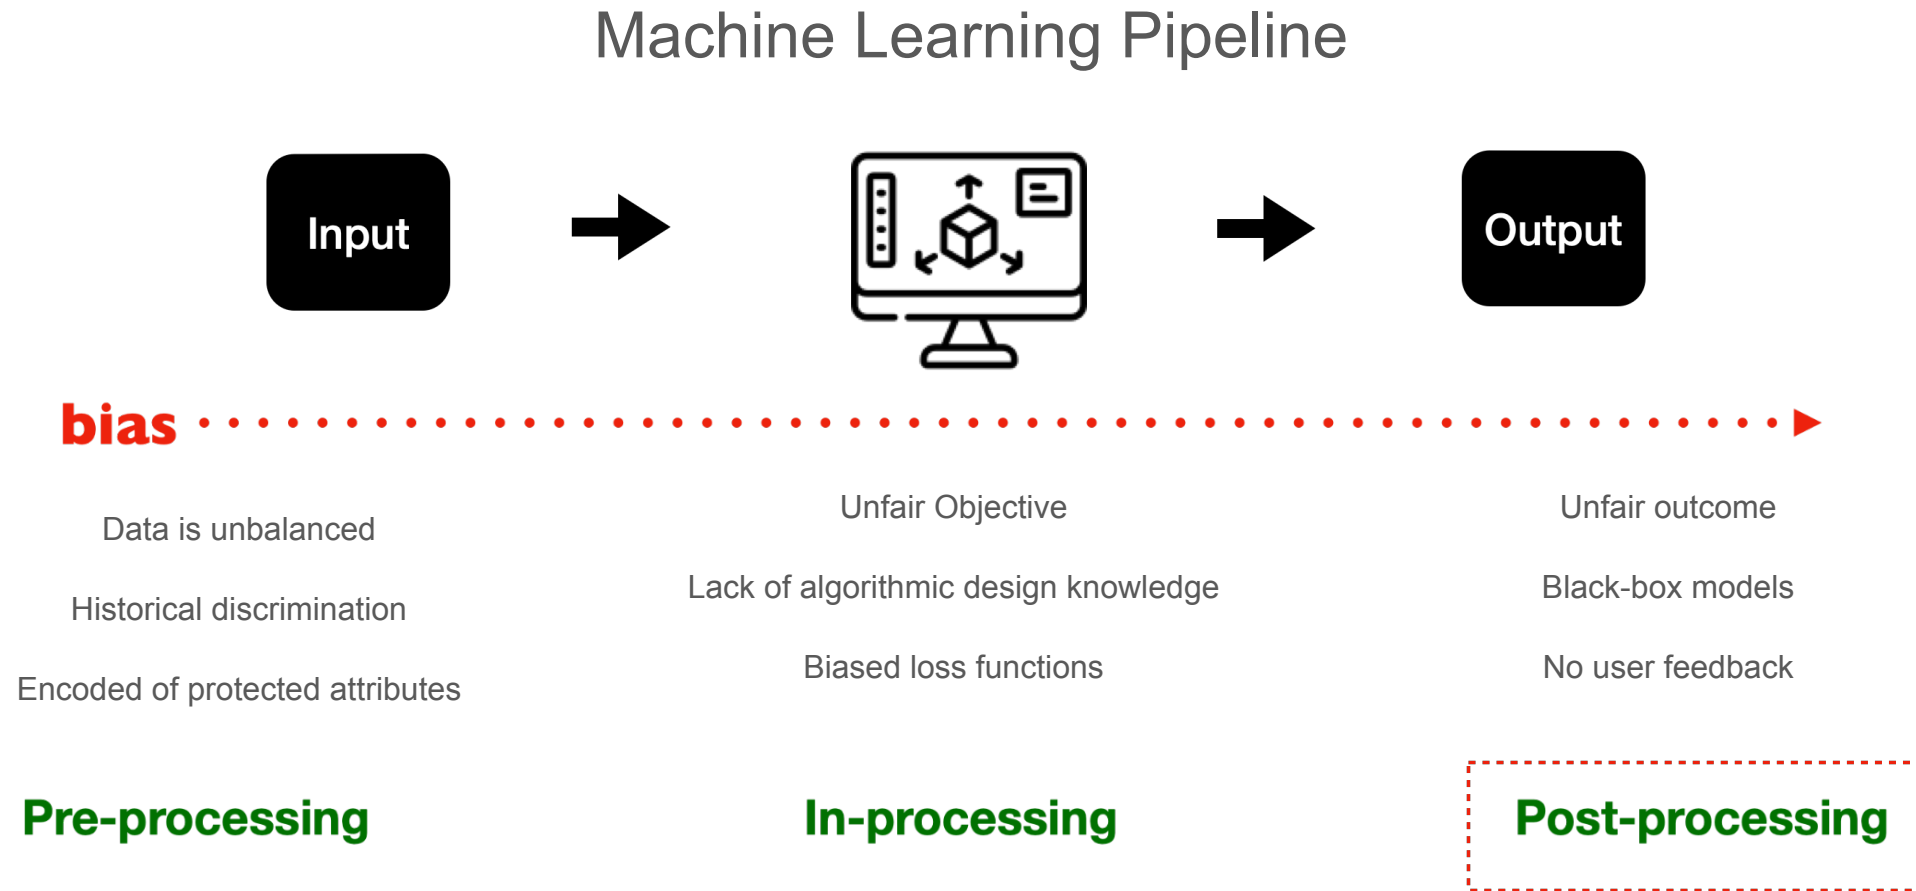 Machine Learning Pipeline
Input
Output
bias
Data is unbalanced
Historical discrimination
Encoded of protected attributes
Unfair Objective
Lack of algorithmic design knowledge
Biased loss functions
Unfair outcome
Black-box models
No user feedback
Pre-processing
In-processing
Post-processing